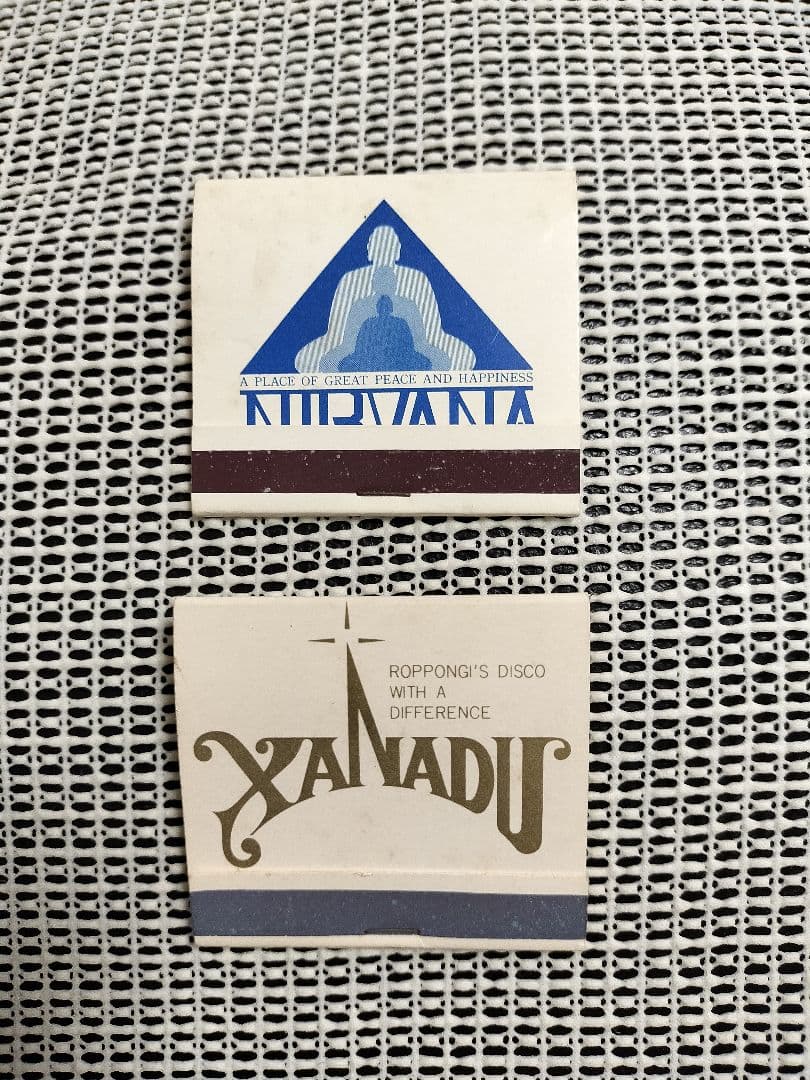 A PLACE OF GREAT PEACE AND HAPPINESS
NIRVANA
ROPPONGI'S DISCO
WITH A
DIFFERENCE
XANADU